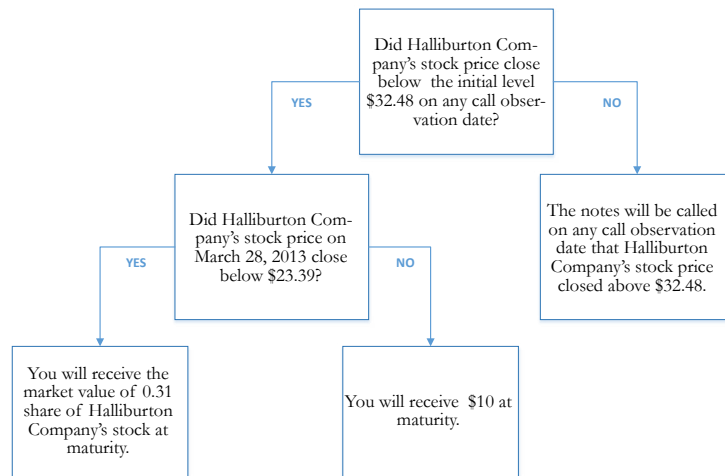 Did Halliburton Com-
pany's stock price close
below the initial level
$32.48 on any call obser-
vation date?
YES
NO
Did Halliburton Com-
pany's stock price on
March 28, 2013 close
below $23.39?
The notes will be called
on any call observation
date that Halliburton
Company's stock price
closed above $32.48.
YES
NO
You will receive the
market value of 0.31
share of Halliburton
Company's stock at
maturity.
You will receive $10 at
maturity.